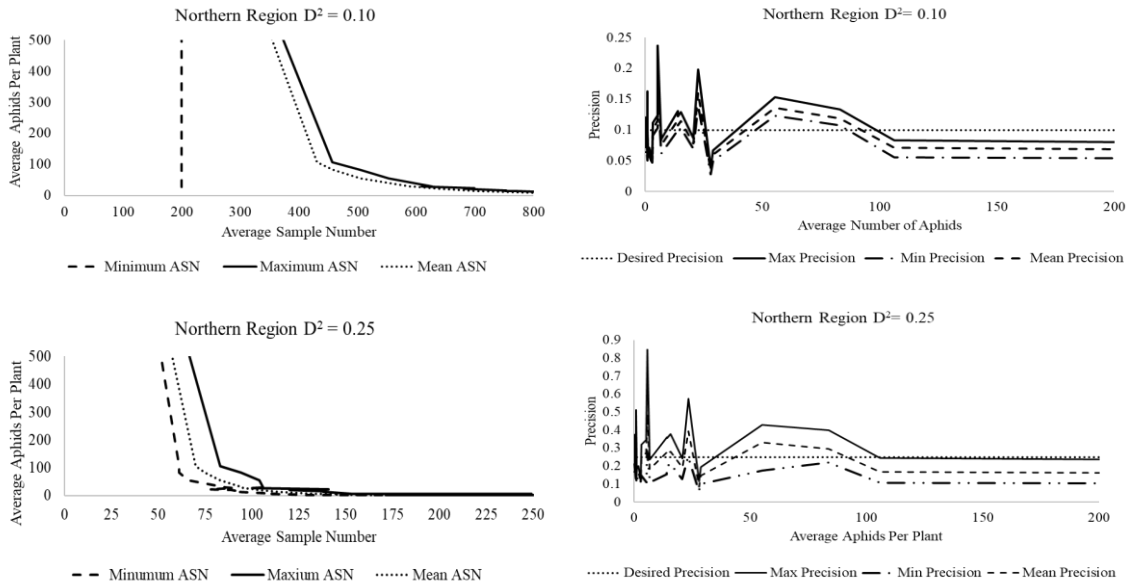 Northern Region D² = 0.10
500
400
300
200
100
0
Average Aphids Per Plant
0 100 200 300 400 500 600 700 800
Average Sample Number
Minimum ASN Maximum ASN Mean ASN
Northern Region D²= 0.10
0.25
0.2
0.15
0.1
0.05
0
Precision
0 50 100 150 200
Average Number of Aphids
Desired Precision Max Precision Min Precision Mean Precision
Northern Region D² = 0.25
500
400
300
200
100
0
Average Aphids Per Plant
0 25 50 75 100 125 150 175 200 225 250
Average Sample Number
Minumum ASN Maxium ASN Mean ASN
Northern Region D²= 0.25
0.9
0.8
0.7
0.6
0.5
0.4
0.3
0.2
0.1
0
Precision
0 50 100 150 200
Average Aphids Per Plant
Desired Precision Max Precision Min Precision Mean Precision